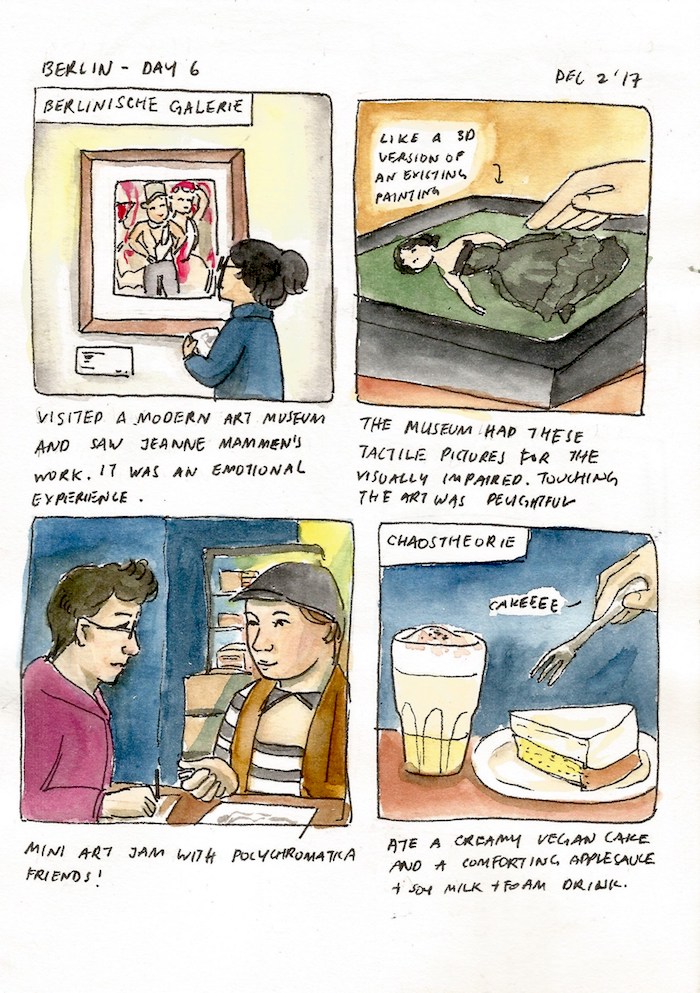 BERLIN - DAY 6
DEC 2'17
BERLINISCHE GALERIE
VISITED A MODERN ART MUSEUM
AND SAW JEANNE MAMMEN'S
WORK. IT WAS AN EMOTIONAL
EXPERIENCE.
LIKE A 3D
VERSION OF
AN EXISTING
PAINTING
THE MUSEUM HAD THESE
TACTILE PICTURES FOR THE
VISUALLY IMPAIRED. TOUCHING
THE ART WAS DELIGHTFUL
MINI ART JAM WITH POLYCHROMATICA
FRIENDS!
CHAOSTHEORIE
CAKEEEE
ATE A CREAMY VEGAN CAKE
AND A COMFORTING APPLESAUCE
+ SOY MILK + FOAM DRINK.